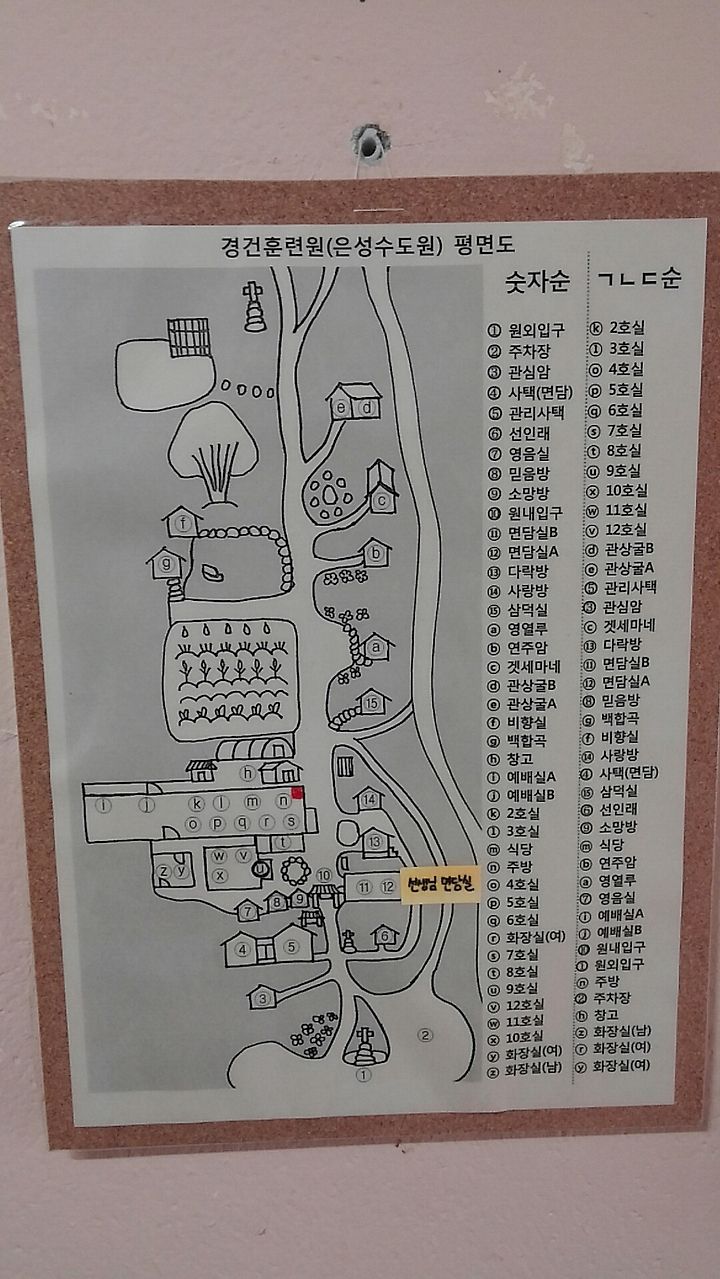 경건훈련원(은성수도원) 평면도
숫자순
① 원외입구
② 주차장
③ 관심암
④ 사택(면담)
⑤ 관리사택
⑥ 선인래
⑦ 영음실
⑧ 믿음방
⑨ 소망방
⑩ 원내입구
⑪ 면담실B
⑫ 면담실A
⑬ 다락방
⑭ 사랑방
⑮ 삼덕실
ⓐ 영열루
ⓑ 연주암
ⓒ 겟세마네
ⓓ 관상굴B
ⓔ 관상굴A
ⓕ 비향실
ⓖ 백합곡
ⓗ 창고
ⓘ 예배실A
ⓙ 예배실B
ⓚ 2호실
ⓛ 3호실
ⓜ 식당
ⓝ 주방
ⓞ 4호실
ⓟ 5호실
ⓠ 6호실
ⓡ 화장실(여)
ⓢ 7호실
ⓣ 8호실
ⓤ 9호실
ⓥ 12호실
ⓦ 11호실
ⓧ 10호실
ⓨ 화장실(여)
ⓩ 화장실(남)
ㄱㄴㄷ순
ⓚ 2호실
ⓛ 3호실
ⓞ 4호실
ⓟ 5호실
ⓠ 6호실
ⓢ 7호실
ⓣ 8호실
ⓤ 9호실
ⓧ 10호실
ⓦ 11호실
ⓥ 12호실
ⓓ 관상굴B
ⓔ 관상굴A
⑤ 관리사택
③ 관심암
ⓒ 겟세마네
⑬ 다락방
⑪ 면담실B
⑫ 면담실A
⑧ 믿음방
ⓖ 백합곡
ⓕ 비향실
⑭ 사랑방
④ 사택(면담)
⑮ 삼덕실
⑥ 선인래
⑨ 소망방
ⓜ 식당
ⓑ 연주암
ⓐ 영열루
⑦ 영음실
ⓘ 예배실A
ⓙ 예배실B
⑩ 원내입구
① 원외입구
ⓝ 주방
② 주차장
ⓗ 창고
ⓩ 화장실(남)
ⓡ 화장실(여)
ⓨ 화장실(여)
ⓔ ⓓ
ⓒ
ⓕ
ⓑ
ⓖ
ⓐ
⑮
ⓗ
ⓘ ⓙ ⓚ ⓛ ⓜ ⓝ
⑭
ⓞ ⓟ ⓠ ⓡ ⓢ
ⓣ
⑬
ⓦ ⓥ
ⓩ ⓨ ⓧ ⓤ
⑩
⑪ ⑫
선생님 면담실
⑦ ⑧ ⑨
④ ⑤
⑥
③
②
①